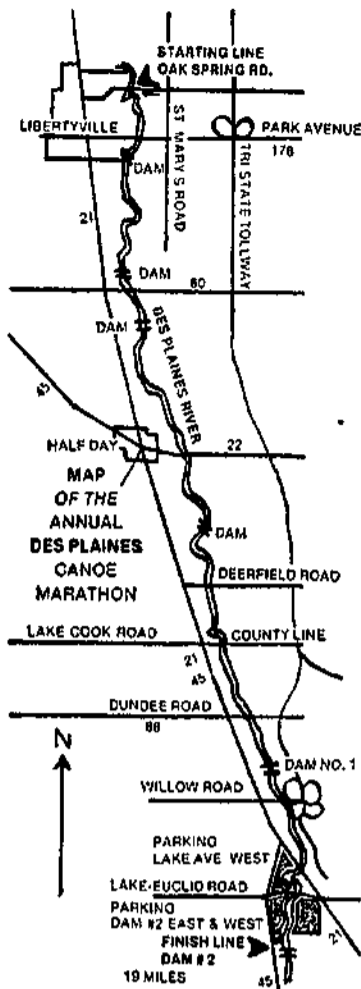 STARTING LINE
OAK SPRING RD.
LIBERTYVILLE
PARK AVENUE
176
ST MARY S ROAD
TRI STATE TOLLWAY
DAM
21
DAM
60
DAM
DES PLAINES RIVER
45
HALF DAY
22
MAP
OF THE
ANNUAL
DES PLAINES
CANOE
MARATHON
DAM
DEERFIELD ROAD
LAKE COOK ROAD
COUNTY LINE
21
45
DUNDEE ROAD
68
N
DAM NO. 1
WILLOW ROAD
PARKING
LAKE AVE WEST
LAKE-EUCLID ROAD
PARKING
DAM #2 EAST & WEST
21
FINISH LINE
DAM #2
19 MILES
45